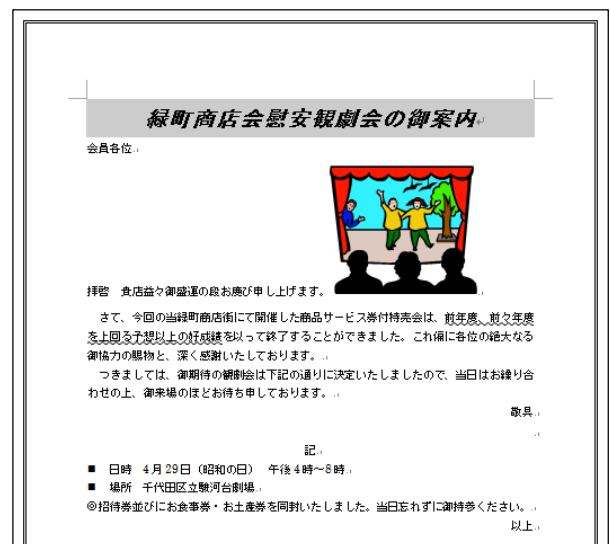 緑町商店会慰安観劇会の御案内
会員各位
拝啓　貴店益々御盛運の段お慶び申し上げます。
さて、今回の当緑町商店街にて開催した商品サービス券付特売会は、前年度、前々年度
を上回る予想以上の好成績を以って終了することができました。これ偏に各位の絶大なる
御協力の賜物と、深く感謝いたしております。
つきましては、御期待の観劇会は下記の通りに決定いたしましたので、当日はお繰り合
わせの上、御来場のほどお待ち申しております。
敬具
記
■　日時　4月29日（昭和の日）　午後4時～8時
■　場所　千代田区立駿河台劇場
◎招待券並びにお食事券・お土産券を同封いたしました。当日忘れずに御持参ください。
以上